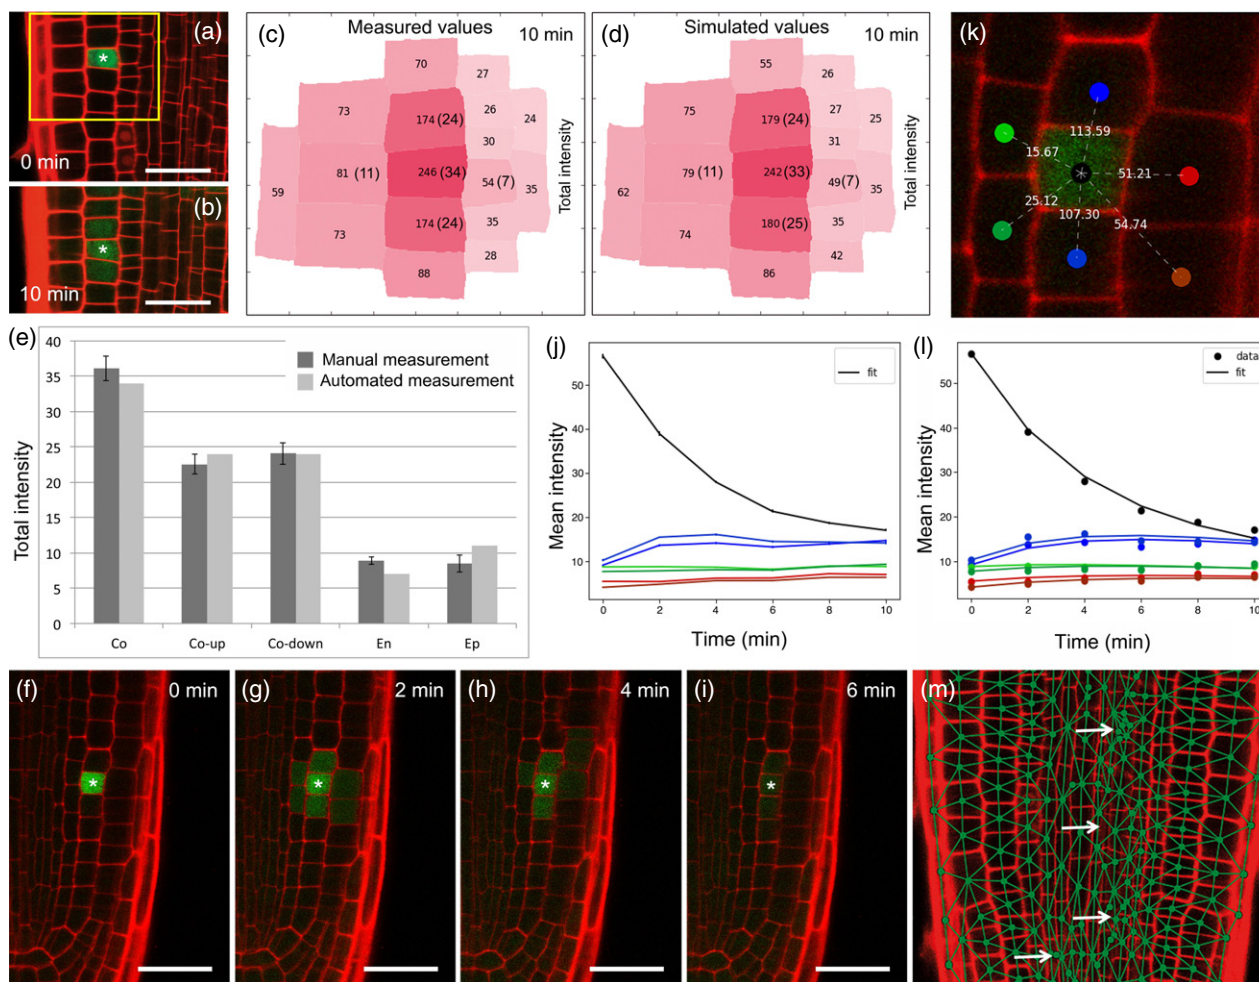 (a)
*
0 min
(b)
*
10 min
(c) Measured values 10 min
70
27
73 174 (24) 26 24
30
59 81 (11) 246 (34) 54 (7) 35
73 174 (24) 35
28
88
Total intensity
(d) Simulated values 10 min
55
26
75 179 (24) 27 25
31
62 79 (11) 242 (33) 49 (7) 35
74 180 (25) 35
42
86
Total intensity
(k)
113.59
15.67
*
51.21
25.12
107.30
54.74
(e)
40
35
30
25
20
15
10
5
0
Total intensity
Manual measurement
Automated measurement
Co Co-up Co-down En Ep
(j)
fit
50
40
30
20
10
Mean intensity
0 2 4 6 8 10
Time (min)
(l)
data
fit
50
40
30
20
10
Mean intensity
0 2 4 6 8 10
Time (min)
(f) 0 min
*
(g) 2 min
*
(h) 4 min
*
(i) 6 min
*
(m)